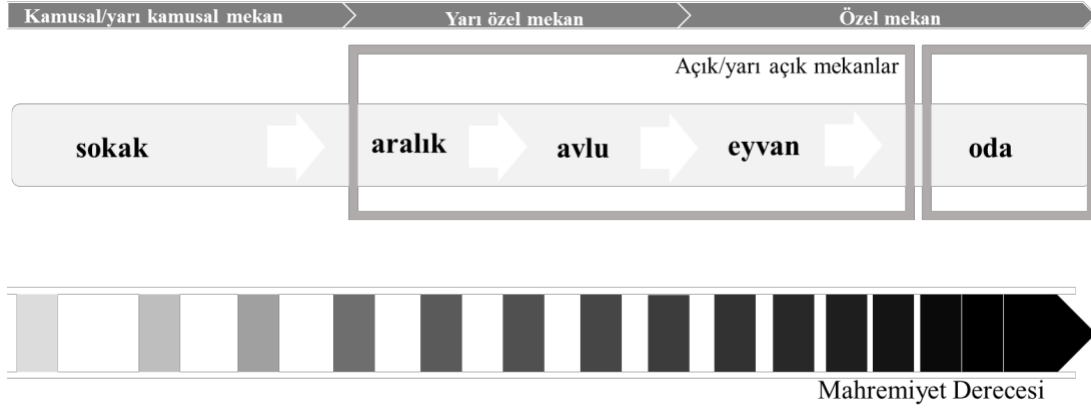 Kamusal/yarı kamusal mekan Yarı özel mekan Özel mekan
Açık/yarı açık mekanlar
sokak aralık avlu eyvan oda
Mahremiyet Derecesi